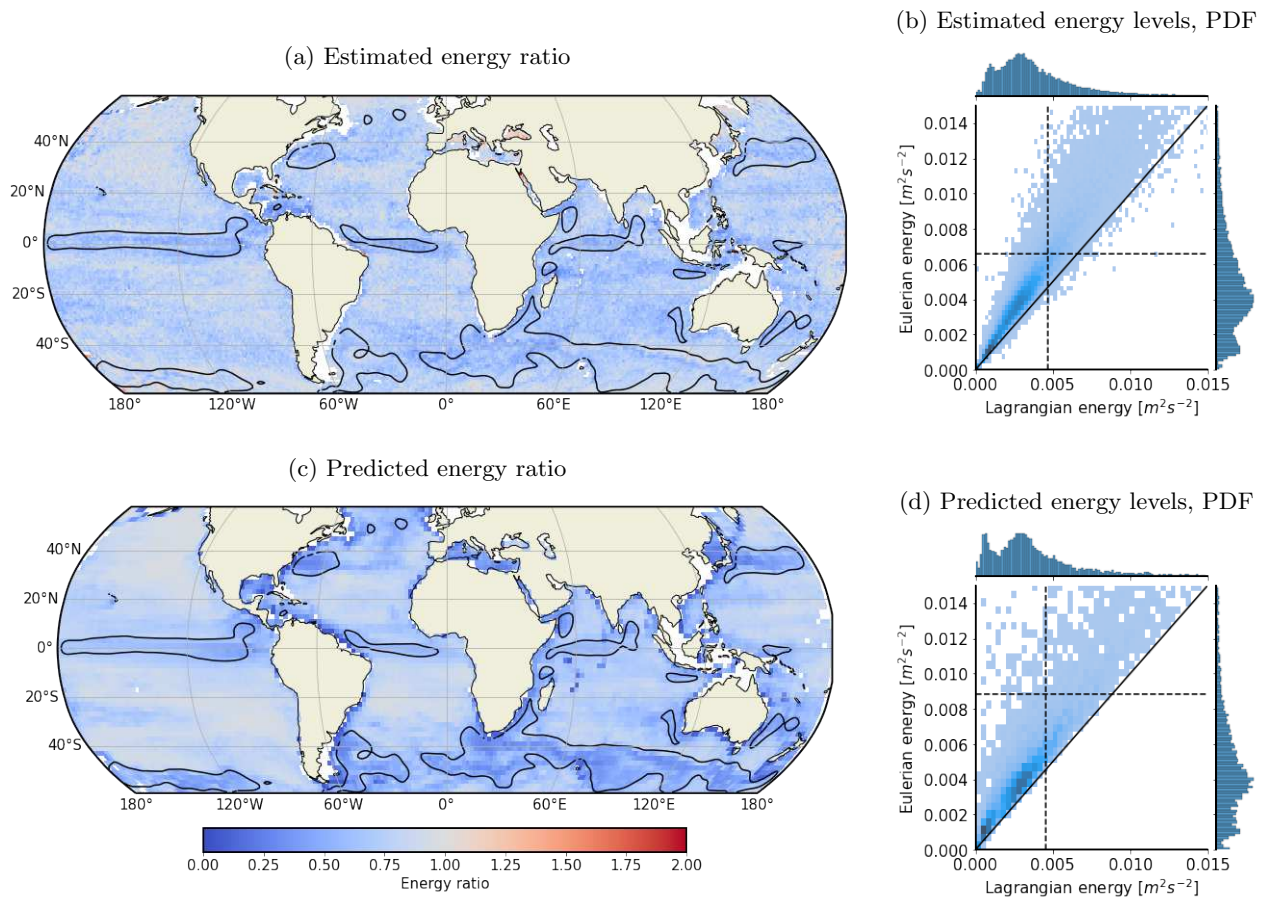 (a) Estimated energy ratio
40°N
20°N
0°
20°S
40°S
180° 120°W 60°W 0° 60°E 120°E 180°
(b) Estimated energy levels, PDF
0.014
0.012
0.010
0.008
0.006
0.004
0.002
0.000
Eulerian energy [m²s⁻²]
0.000 0.005 0.010 0.015
Lagrangian energy [m²s⁻²]
(c) Predicted energy ratio
40°N
20°N
0°
20°S
40°S
180° 120°W 60°W 0° 60°E 120°E 180°
0.00 0.25 0.50 0.75 1.00 1.25 1.50 1.75 2.00
Energy ratio
(d) Predicted energy levels, PDF
0.014
0.012
0.010
0.008
0.006
0.004
0.002
0.000
Eulerian energy [m²s⁻²]
0.000 0.005 0.010 0.015
Lagrangian energy [m²s⁻²]